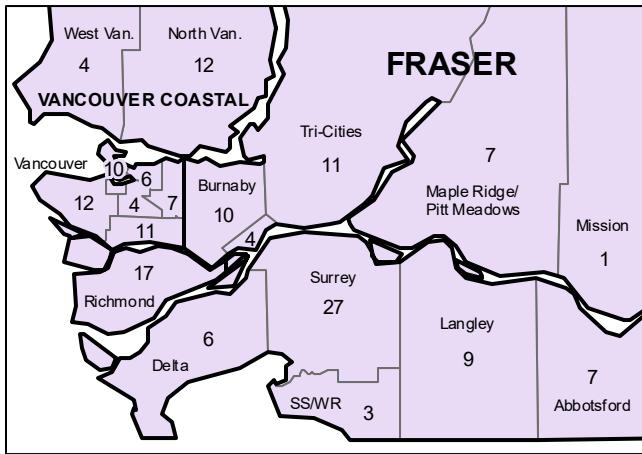 West Van.
4
North Van.
12
VANCOUVER COASTAL
FRASER
Tri-Cities
11
7
Maple Ridge/
Pitt Meadows
Mission
1
Vancouver
10
6
12
4
7
11
Burnaby
10
4
17
Richmond
Surrey
27
Langley
9
6
Delta
SS/WR
3
7
Abbotsford